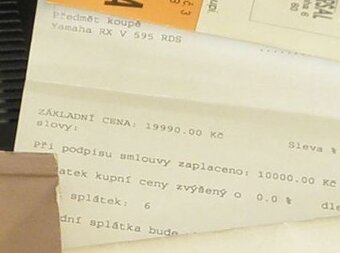 Předmět koupě
Yamaha RX V 595 RDS
ZÁKLADNÍ CENA: 19990.00 Kč Sleva %
slovy:
Při podpisu smlouvy zaplaceno: 10000.00 Kč
atek kupní ceny zvýšený o 0.0 %
splátek: 6
dní splátka bude